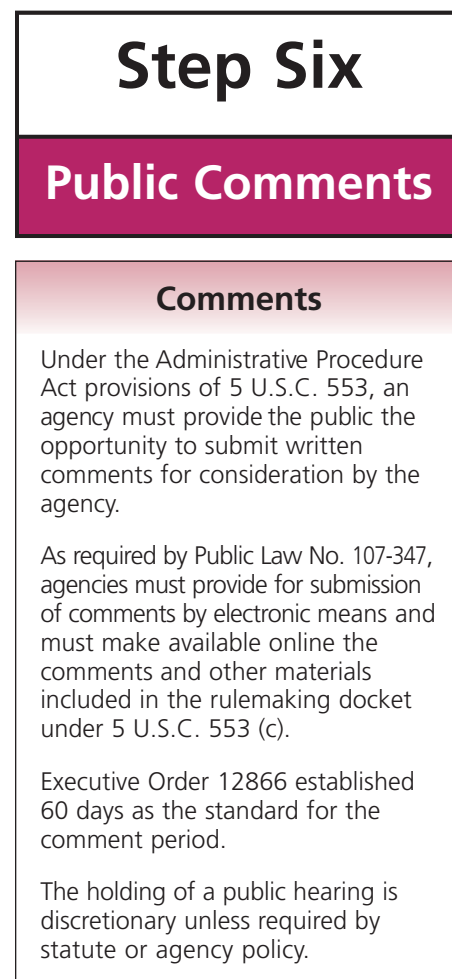 Step Six
Public Comments
Comments
Under the Administrative Procedure
Act provisions of 5 U.S.C. 553, an
agency must provide the public the
opportunity to submit written
comments for consideration by the
agency.
As required by Public Law No. 107-347,
agencies must provide for submission
of comments by electronic means and
must make available online the
comments and other materials
included in the rulemaking docket
under 5 U.S.C. 553 (c).
Executive Order 12866 established
60 days as the standard for the
comment period.
The holding of a public hearing is
discretionary unless required by
statute or agency policy.